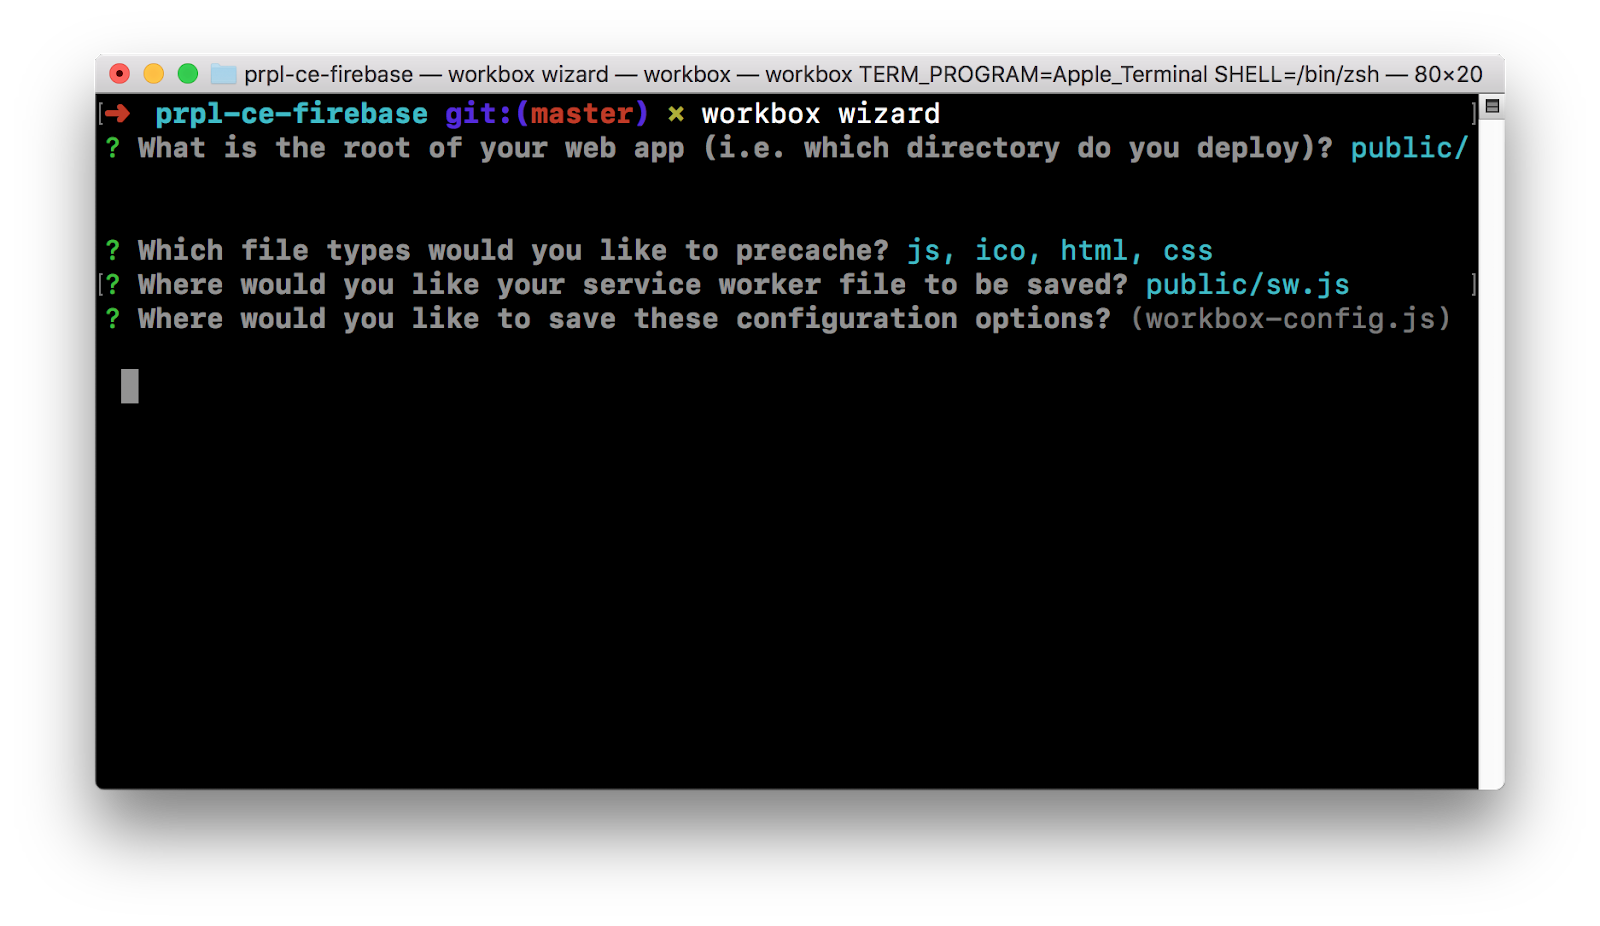 prpl-ce-firebase — workbox wizard — workbox — workbox TERM_PROGRAM=Apple_Terminal SHELL=/bin/zsh — 80×20
[➜  prpl-ce-firebase git:(master) ✗ workbox wizard ]
? What is the root of your web app (i.e. which directory do you deploy)? public/
? Which file types would you like to precache? js, ico, html, css
[? Where would you like your service worker file to be saved? public/sw.js ]
? Where would you like to save these configuration options? (workbox-config.js)